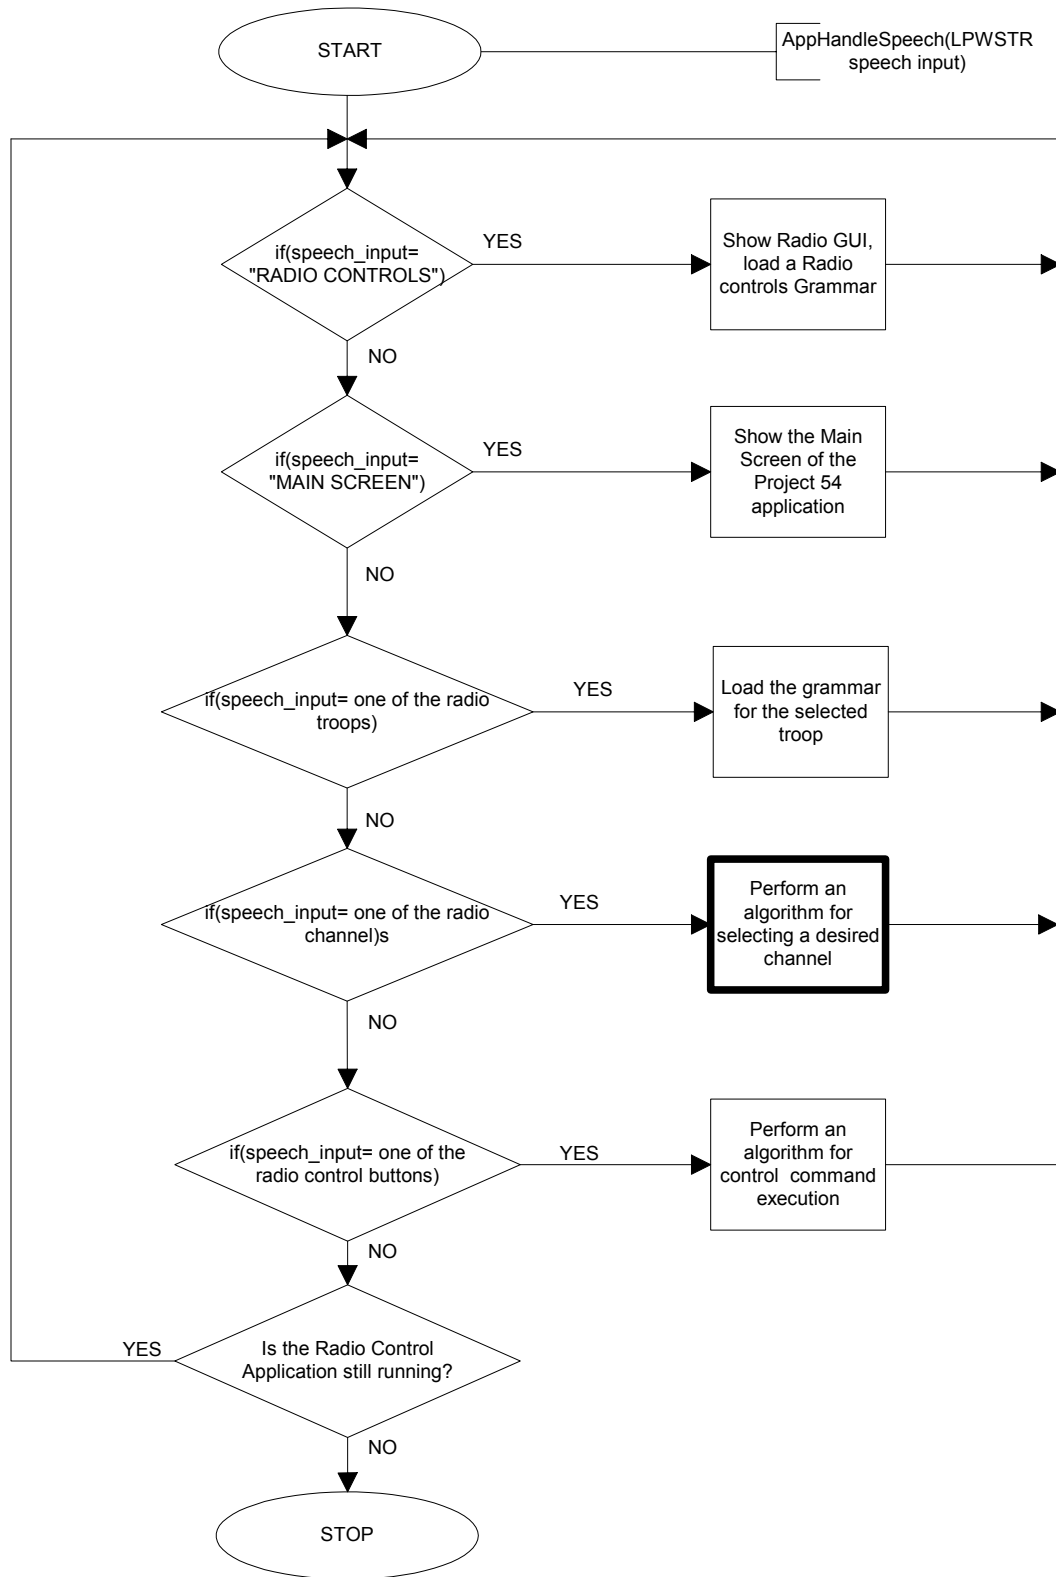 START
AppHandleSpeech(LPWSTR
speech input)
if(speech_input=
"RADIO CONTROLS")
YES
Show Radio GUI,
load a Radio
controls Grammar
NO
if(speech_input=
"MAIN SCREEN")
YES
Show the Main
Screen of the
Project 54
application
NO
if(speech_input= one of the radio
troops)
YES
Load the grammar
for the selected
troop
NO
if(speech_input= one of the radio
channel)s
YES
Perform an
algorithm for
selecting a desired
channel
NO
if(speech_input= one of the
radio control buttons)
YES
Perform an
algorithm for
control command
execution
NO
Is the Radio Control
Application still running?
YES
NO
STOP